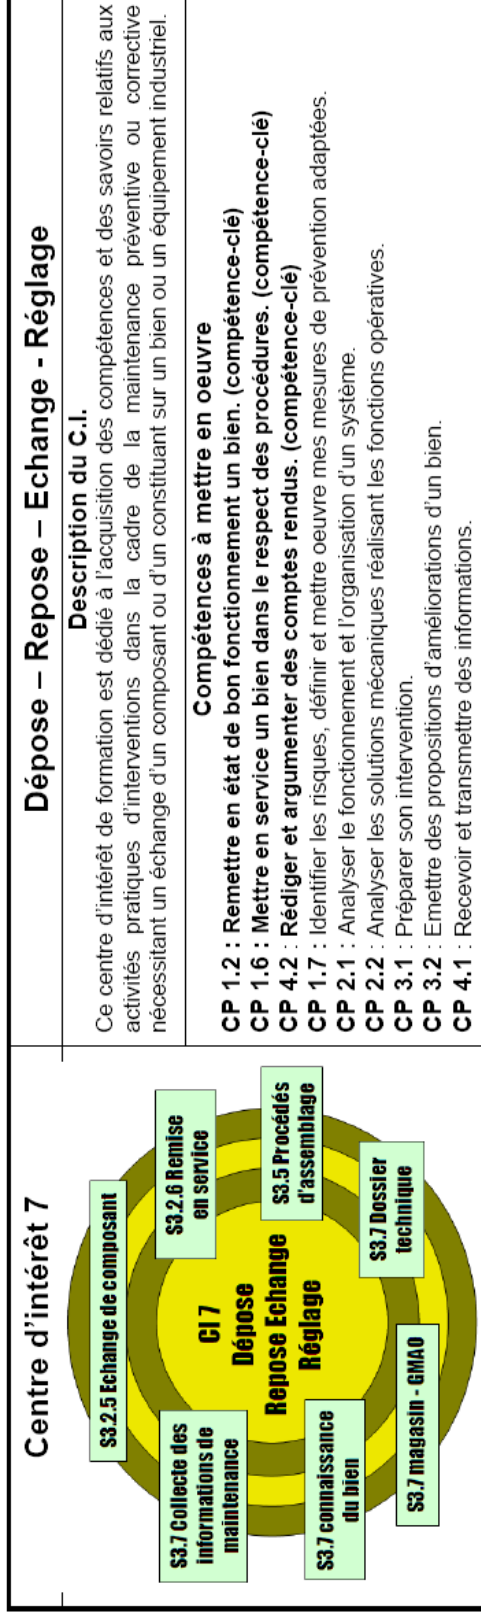 Centre d'intérêt 7
Dépose – Repose – Echange - Réglage
S3.2.5 Echange de composant
S3.2.6 Remise
en service
S3.7 Collecte des
informations de
maintenance
CI 7
Dépose
Repose Echange
Réglage
S3.5 Procédés
d'assemblage
S3.7 connaissance
du bien
S3.7 Dossier
technique
S3.7 magasin - GMAO
Description du C.I.
Ce centre d'intérêt de formation est dédié à l'acquisition des compétences et des savoirs relatifs aux
activités pratiques d'interventions dans la cadre de la maintenance préventive ou corrective
nécessitant un échange d'un composant ou d'un constituant sur un bien ou un équipement industriel.
Compétences à mettre en oeuvre
CP 1.2 : Remettre en état de bon fonctionnement un bien. (compétence-clé)
CP 1.6 : Mettre en service un bien dans le respect des procédures. (compétence-clé)
CP 4.2 : Rédiger et argumenter des comptes rendus. (compétence-clé)
CP 1.7 : Identifier les risques, définir et mettre oeuvre mes mesures de prévention adaptées.
CP 2.1 : Analyser le fonctionnement et l'organisation d'un système.
CP 2.2 : Analyser les solutions mécaniques réalisant les fonctions opératives.
CP 3.1 : Préparer son intervention.
CP 3.2 : Emettre des propositions d'améliorations d'un bien.
CP 4.1 : Recevoir et transmettre des informations.